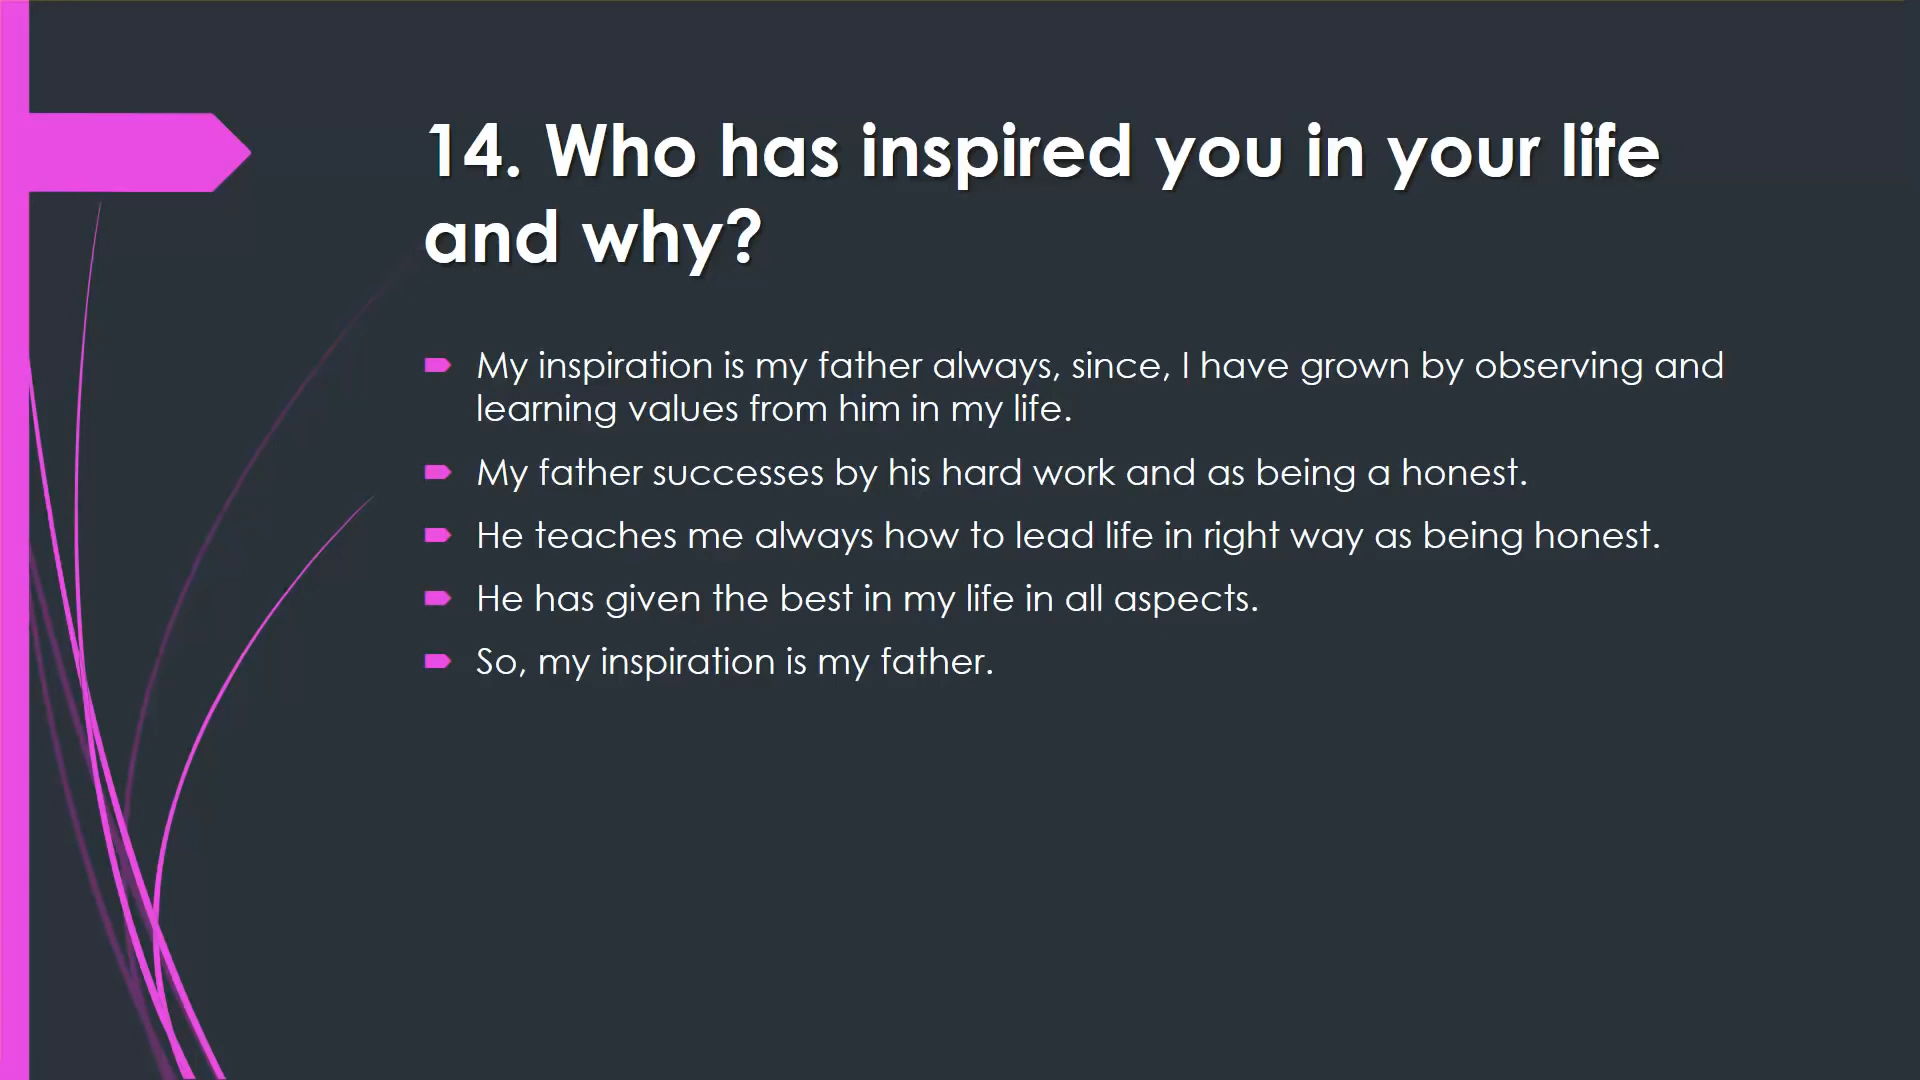 14. Who has inspired you in your life
and why?
My inspiration is my father always, since, I have grown by observing and
learning values from him in my life.
My father successes by his hard work and as being a honest.
He teaches me always how to lead life in right way as being honest.
He has given the best in my life in all aspects.
So, my inspiration is my father.